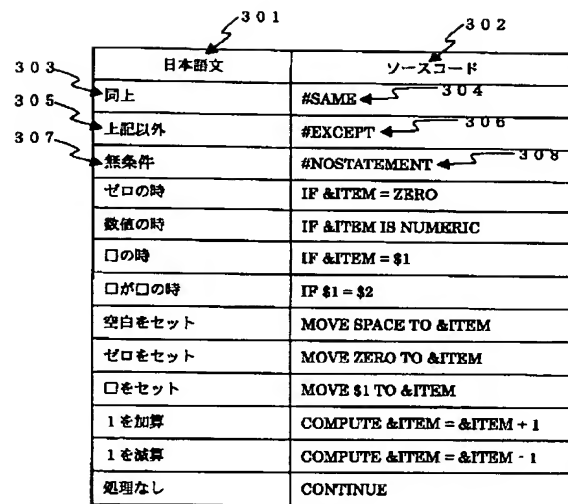 301
302
日本語文 ソースコード
303
同上 #SAME 304
305
上記以外 #EXCEPT 306
307
無条件 #NOSTATEMENT 308
ゼロの時 IF &ITEM = ZERO
数値の時 IF &ITEM IS NUMERIC
□の時 IF &ITEM = $1
□が□の時 IF $1 = $2
空白をセット MOVE SPACE TO &ITEM
ゼロをセット MOVE ZERO TO &ITEM
□をセット MOVE $1 TO &ITEM
1を加算 COMPUTE &ITEM = &ITEM + 1
1を減算 COMPUTE &ITEM = &ITEM - 1
処理なし CONTINUE